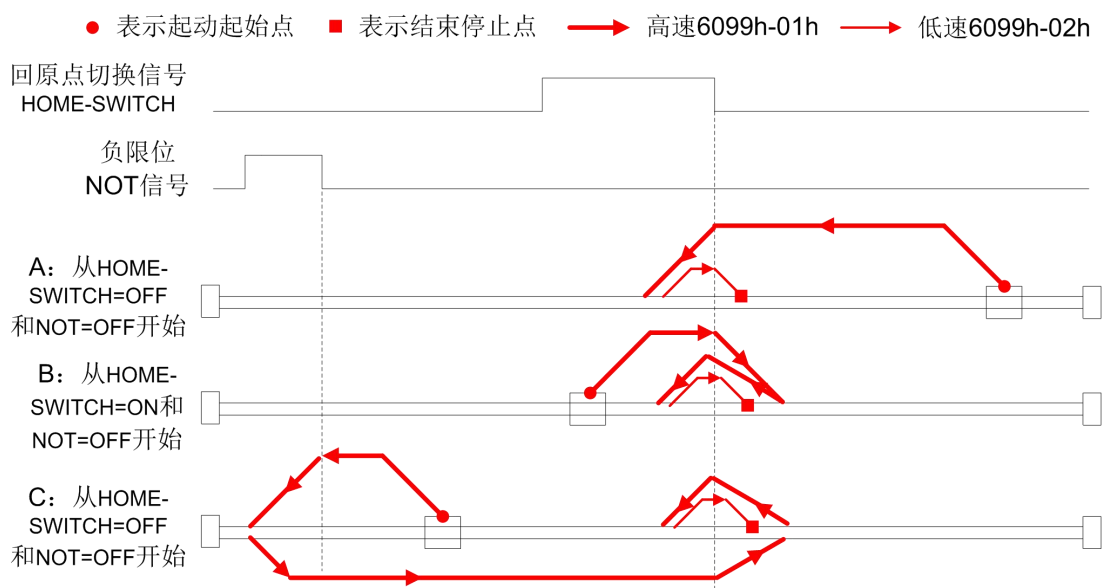 表示起动起始点 表示结束停止点 高速6099h-01h 低速6099h-02h
回原点切换信号
HOME-SWITCH
负限位
NOT信号
A：从HOME-
SWITCH=OFF
和NOT=OFF开始
B：从HOME-
SWITCH=ON和
NOT=OFF开始
C：从HOME-
SWITCH=OFF
和NOT=OFF开始